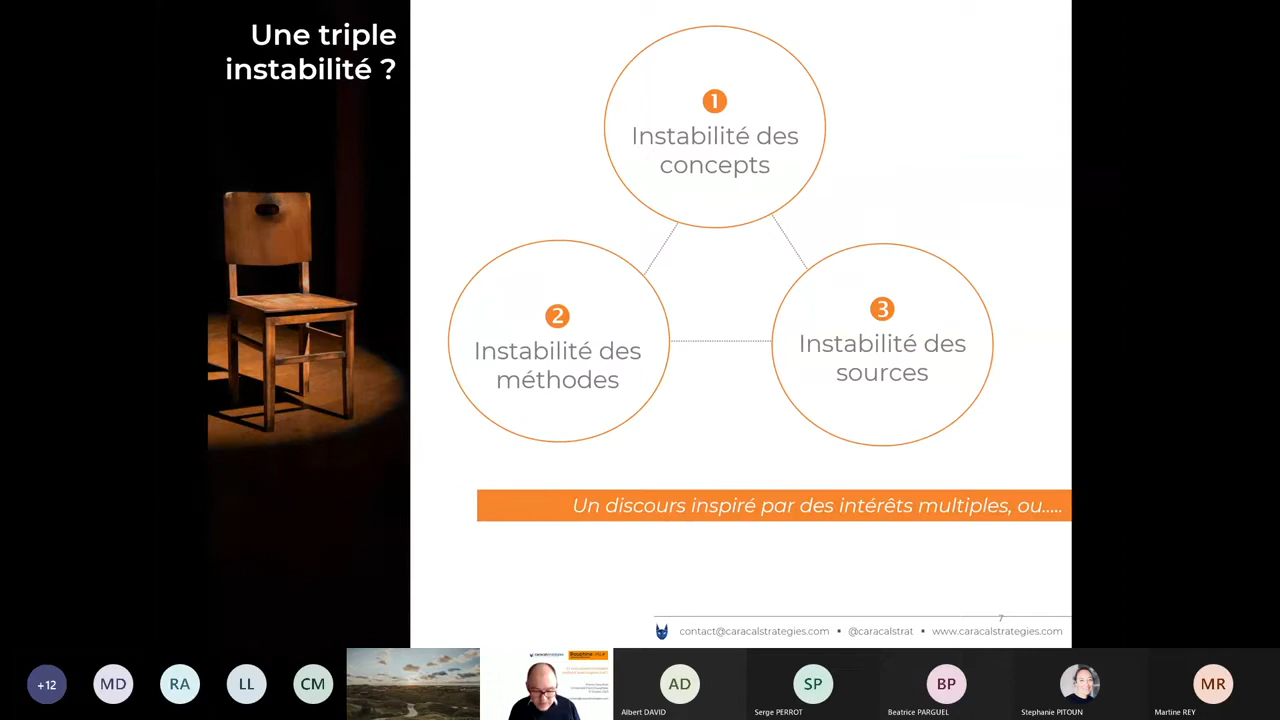 Une triple
instabilité ?
1
Instabilité des
concepts
2
Instabilité des
méthodes
3
Instabilité des
sources
Un discours inspiré par des intérêts multiples, ou.....
7
contact@caracalstrategies.com ▪ @caracalstrat ▪ www.caracalstrategies.com
+12
MD
RA
LL
CM
AD
Albert DAVID
SP
Serge PERROT
BP
Beatrice PARGUEL
Stephanie PITOUN
MR
Martine REY